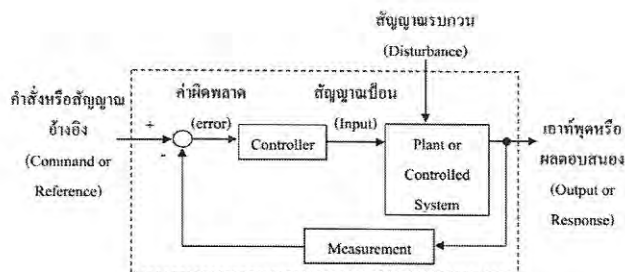 สัญญาณรบกวน
(Disturbance)
คำสั่งหรือสัญญาณ
อ้างอิง
(Command or
Reference)
+
-
ค่าผิดพลาด
(error)
Controller
สัญญาณป้อน
(Input)
Plant or
Controlled
System
เอาท์พุตหรือ
ผลตอบสนอง
(Output or
Response)
Measurement